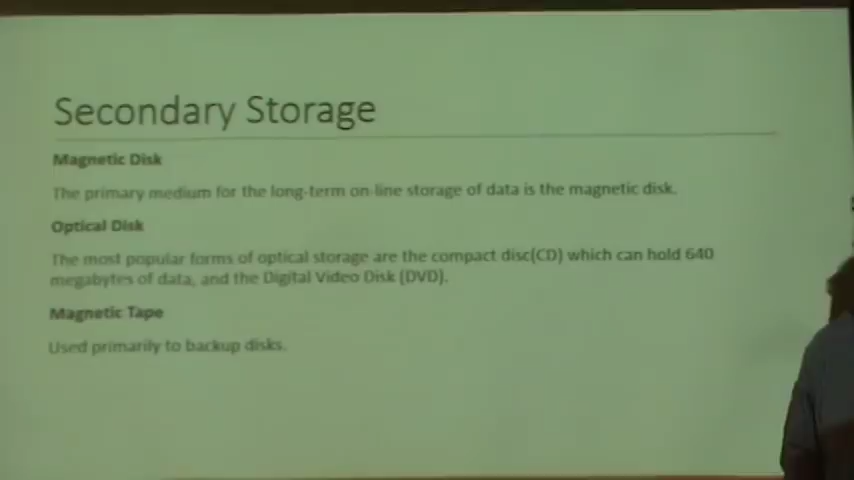 Secondary Storage
Magnetic Disk
The primary medium for the long-term on-line storage of data is the magnetic disk.
Optical Disk
The most popular forms of optical storage are the compact disc(CD) which can hold 640
megabytes of data, and the Digital Video Disk (DVD).
Magnetic Tape
Used primarily to backup disks.